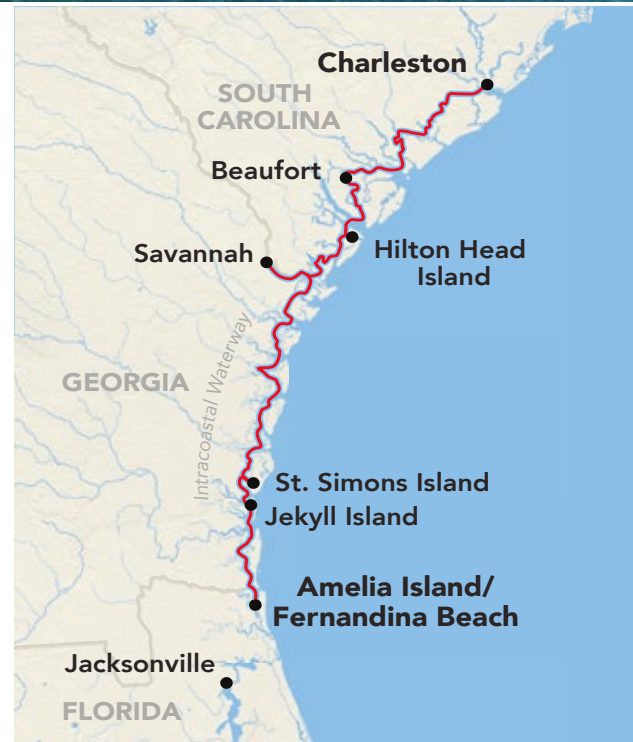 Charleston
SOUTH
CAROLINA
Beaufort
Savannah
Hilton Head
Island
Intracoastal Waterway
GEORGIA
St. Simons Island
Jekyll Island
Amelia Island/
Fernandina Beach
Jacksonville
FLORIDA